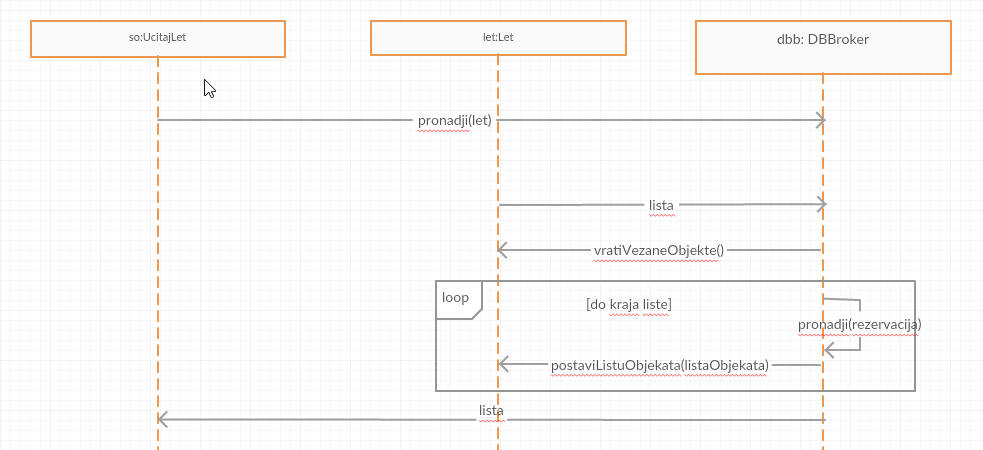 so:UcitajLet
let:Let
dbb: DBBroker
pronadji(let)
lista
vratiVezaneObjekte()
loop
[do kraja liste]
pronadji(rezervacija)
postaviListuObjekata(listaObjekata)
lista